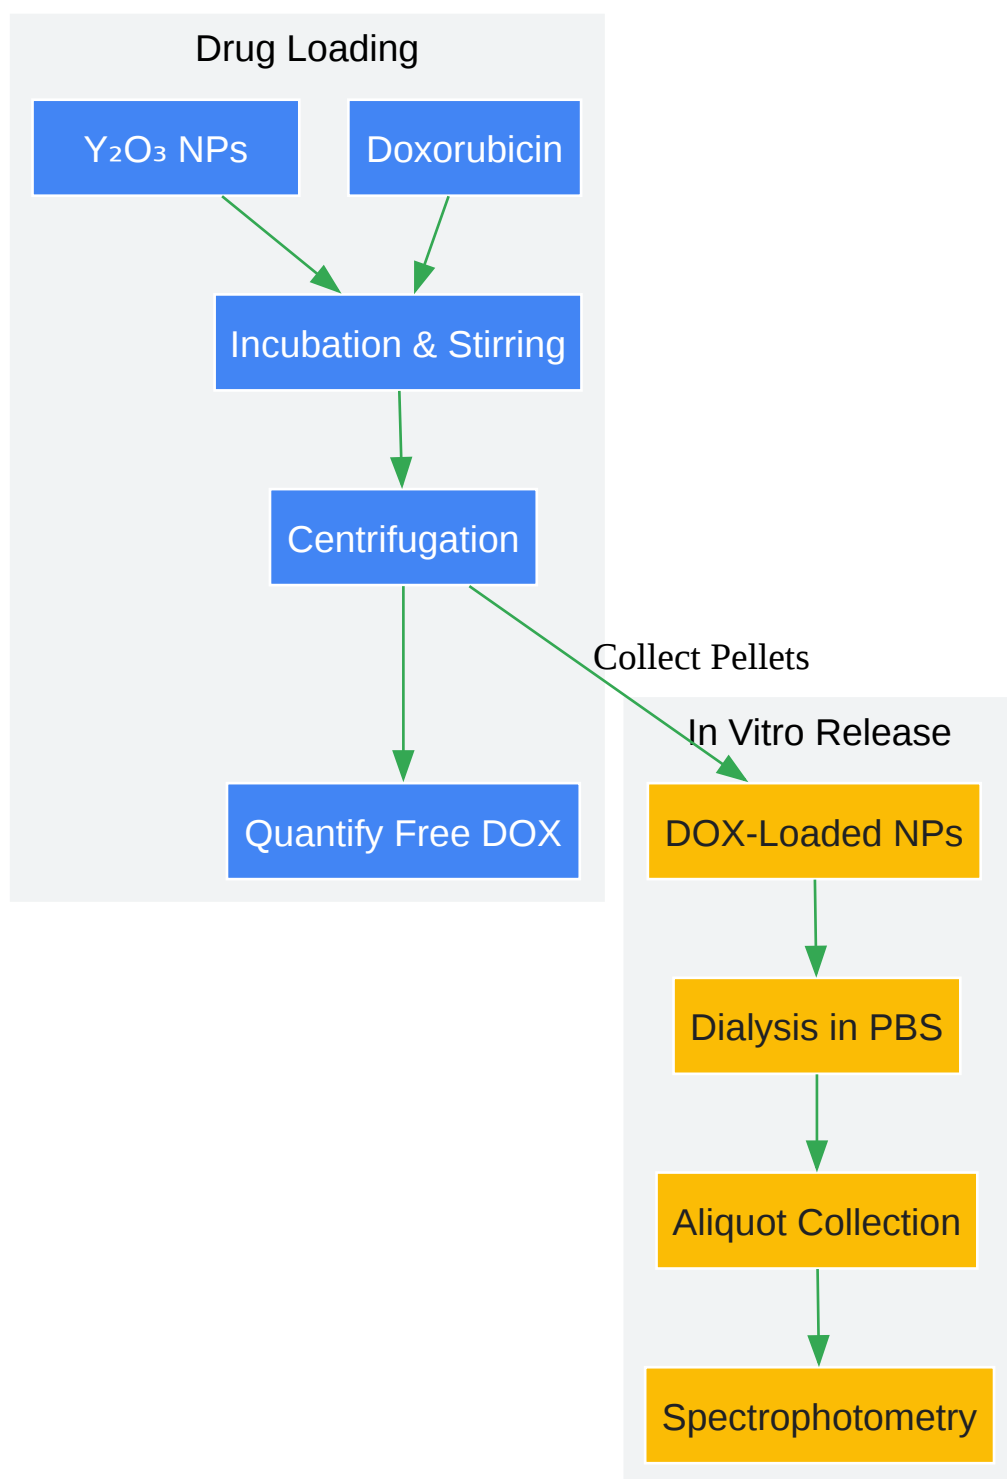 Drug Loading
Y₂O₃ NPs
Doxorubicin
Incubation & Stirring
Centrifugation
Collect Pellets
In Vitro Release
Quantify Free DOX
DOX-Loaded NPs
Dialysis in PBS
Aliquot Collection
Spectrophotometry